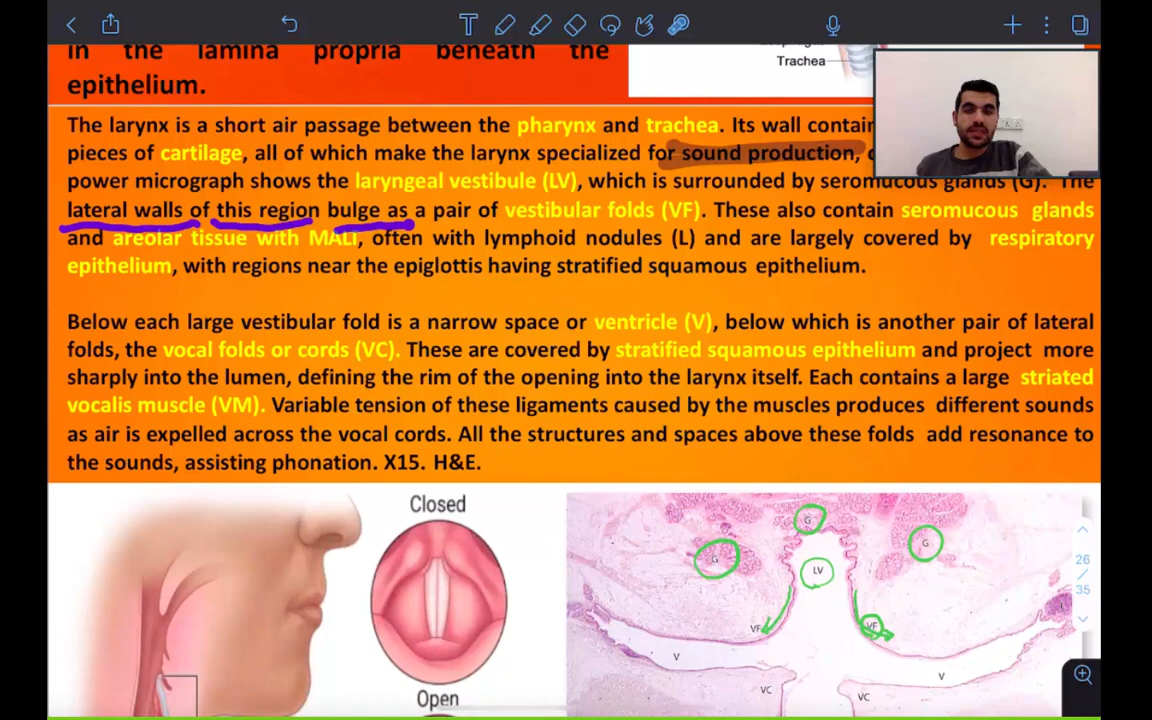 in the lamina propria beneath the
epithelium.
Trachea
The larynx is a short air passage between the pharynx and trachea. Its wall contain
pieces of cartilage, all of which make the larynx specialized for sound production,
power micrograph shows the laryngeal vestibule (LV), which is surrounded by seromucous glands (G). The
lateral walls of this region bulge as a pair of vestibular folds (VF). These also contain seromucous glands
and areolar tissue with MALT, often with lymphoid nodules (L) and are largely covered by respiratory
epithelium, with regions near the epiglottis having stratified squamous epithelium.
Below each large vestibular fold is a narrow space or ventricle (V), below which is another pair of lateral
folds, the vocal folds or cords (VC). These are covered by stratified squamous epithelium and project more
sharply into the lumen, defining the rim of the opening into the larynx itself. Each contains a large striated
vocalis muscle (VM). Variable tension of these ligaments caused by the muscles produces different sounds
as air is expelled across the vocal cords. All the structures and spaces above these folds add resonance to
the sounds, assisting phonation. X15. H&E.
Closed
Open
G
G
G
LV
VF
VF
V
V
VC
VC
26
/
35